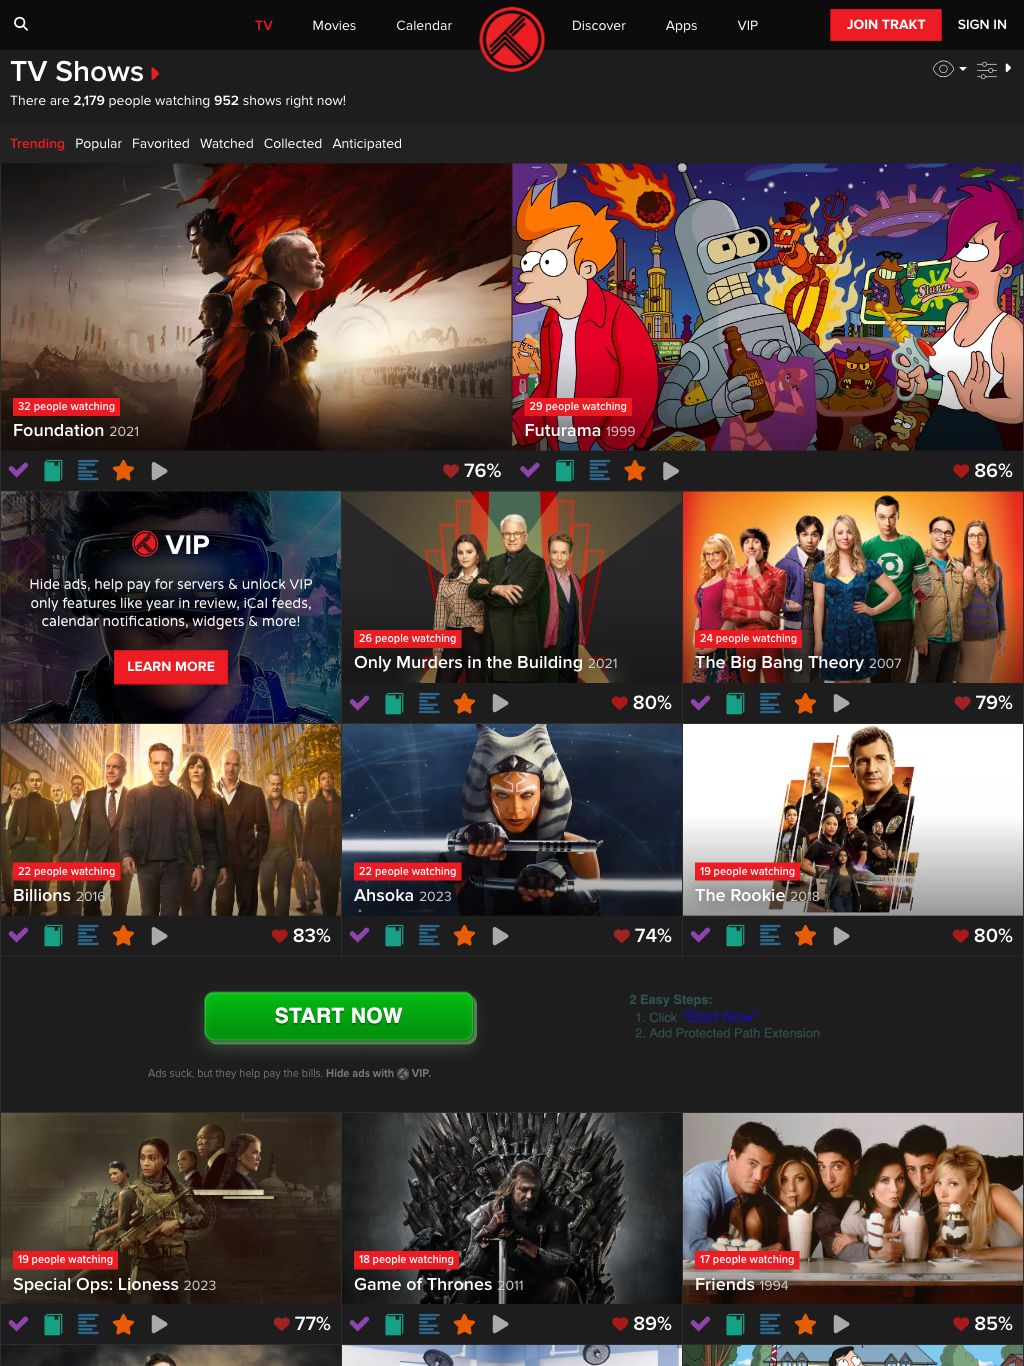 TV
Movies
Calendar
Discover
Apps
VIP
JOIN TRAKT
SIGN IN
TV Shows
There are 2,179 people watching 952 shows right now!
Trending
Popular
Favorited
Watched
Collected
Anticipated
Slurm
32 people watching
Foundation 2021
76%
29 people watching
Futurama 1999
86%
VIP
Hide ads, help pay for servers & unlock VIP
only features like year in review, iCal feeds,
calendar notifications, widgets & more!
LEARN MORE
26 people watching
Only Murders in the Building 2021
80%
24 people watching
The Big Bang Theory 2007
79%
22 people watching
Billions 2016
83%
22 people watching
Ahsoka 2023
74%
19 people watching
The Rookie 2018
80%
START NOW
2 Easy Steps:
1. Click "Start Now"
2. Add Protected Path Extension
Ads suck, but they help pay the bills. Hide ads with VIP.
19 people watching
Special Ops: Lioness 2023
77%
18 people watching
Game of Thrones 2011
89%
17 people watching
Friends 1994
85%